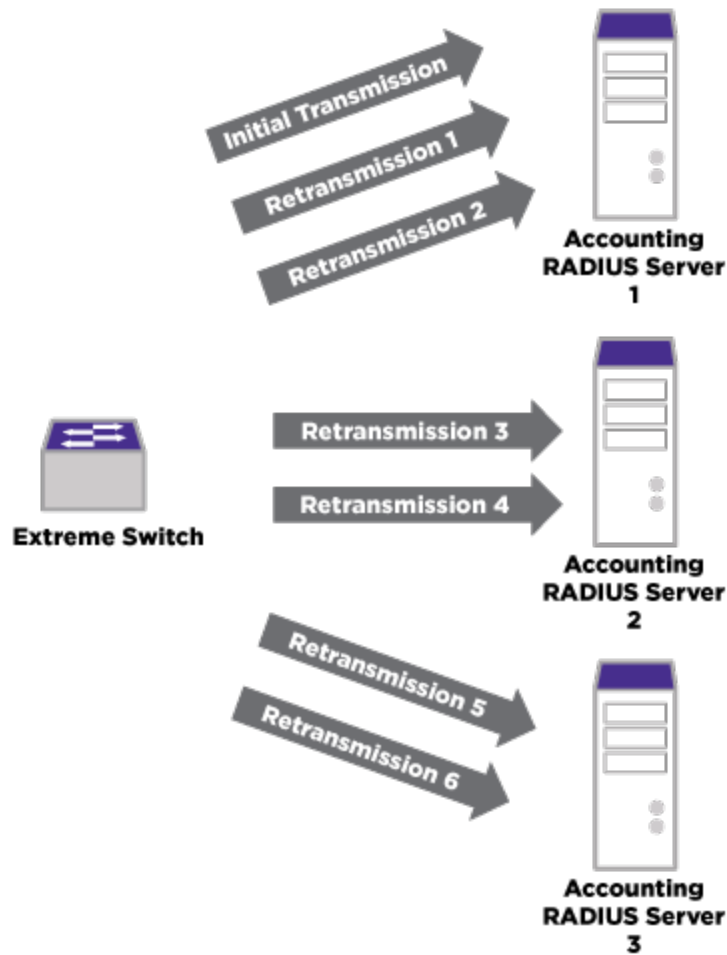 Initial Transmission
Retransmission 1
Retransmission 2
Accounting
RADIUS Server
1
Extreme Switch
Retransmission 3
Retransmission 4
Accounting
RADIUS Server
2
Retransmission 5
Retransmission 6
Accounting
RADIUS Server
3